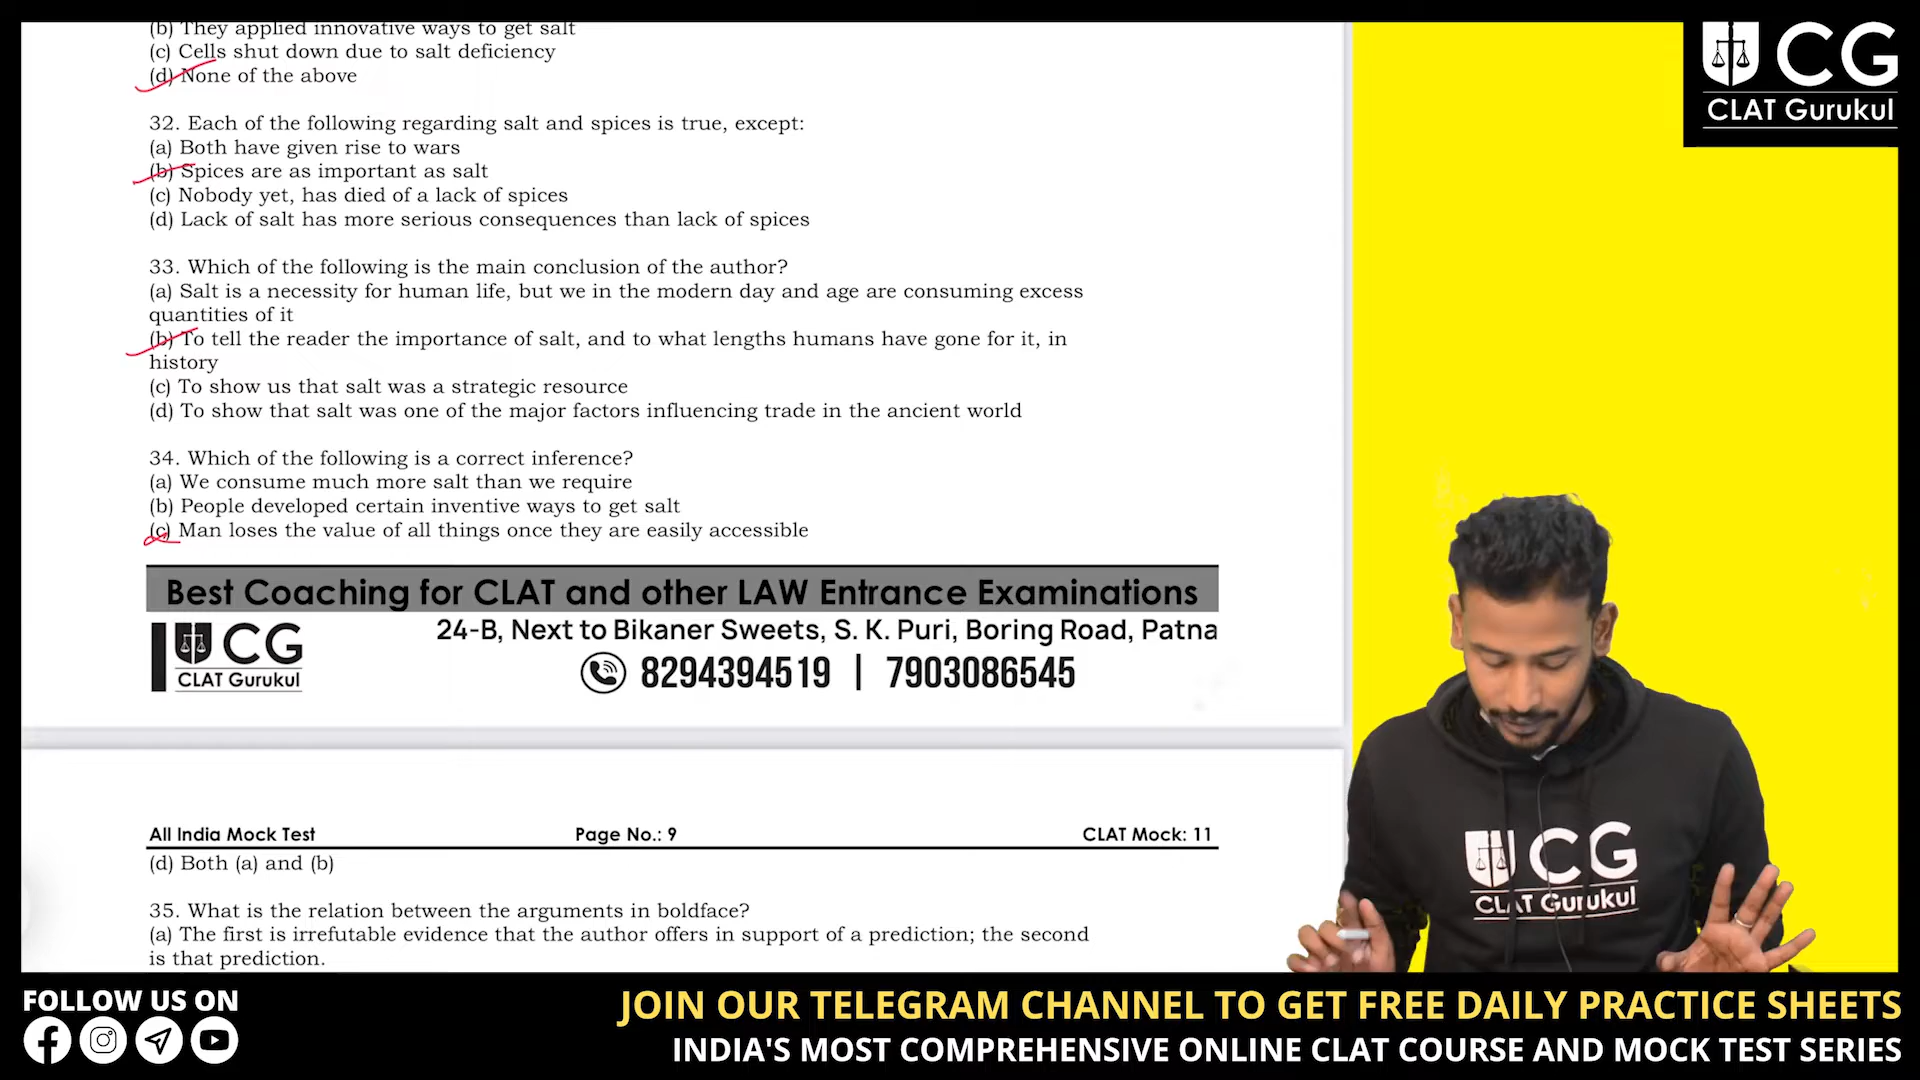 (b) They applied innovative ways to get salt
(c) Cells shut down due to salt deficiency
(d) None of the above
32. Each of the following regarding salt and spices is true, except:
(a) Both have given rise to wars
(b) Spices are as important as salt
(c) Nobody yet, has died of a lack of spices
(d) Lack of salt has more serious consequences than lack of spices
33. Which of the following is the main conclusion of the author?
(a) Salt is a necessity for human life, but we in the modern day and age are consuming excess
quantities of it
(b) To tell the reader the importance of salt, and to what lengths humans have gone for it, in
history
(c) To show us that salt was a strategic resource
(d) To show that salt was one of the major factors influencing trade in the ancient world
34. Which of the following is a correct inference?
(a) We consume much more salt than we require
(b) People developed certain inventive ways to get salt
(c) Man loses the value of all things once they are easily accessible
Best Coaching for CLAT and other LAW Entrance Examinations
CG
CLAT Gurukul
24-B, Next to Bikaner Sweets, S. K. Puri, Boring Road, Patna
8294394519 | 7903086545
All India Mock Test Page No.: 9 CLAT Mock: 11
(d) Both (a) and (b)
35. What is the relation between the arguments in boldface?
(a) The first is irrefutable evidence that the author offers in support of a prediction; the second
is that prediction.
CG
CLAT Gurukul
CG
CLAT Gurukul
FOLLOW US ON
JOIN OUR TELEGRAM CHANNEL TO GET FREE DAILY PRACTICE SHEETS
INDIA'S MOST COMPREHENSIVE ONLINE CLAT COURSE AND MOCK TEST SERIES